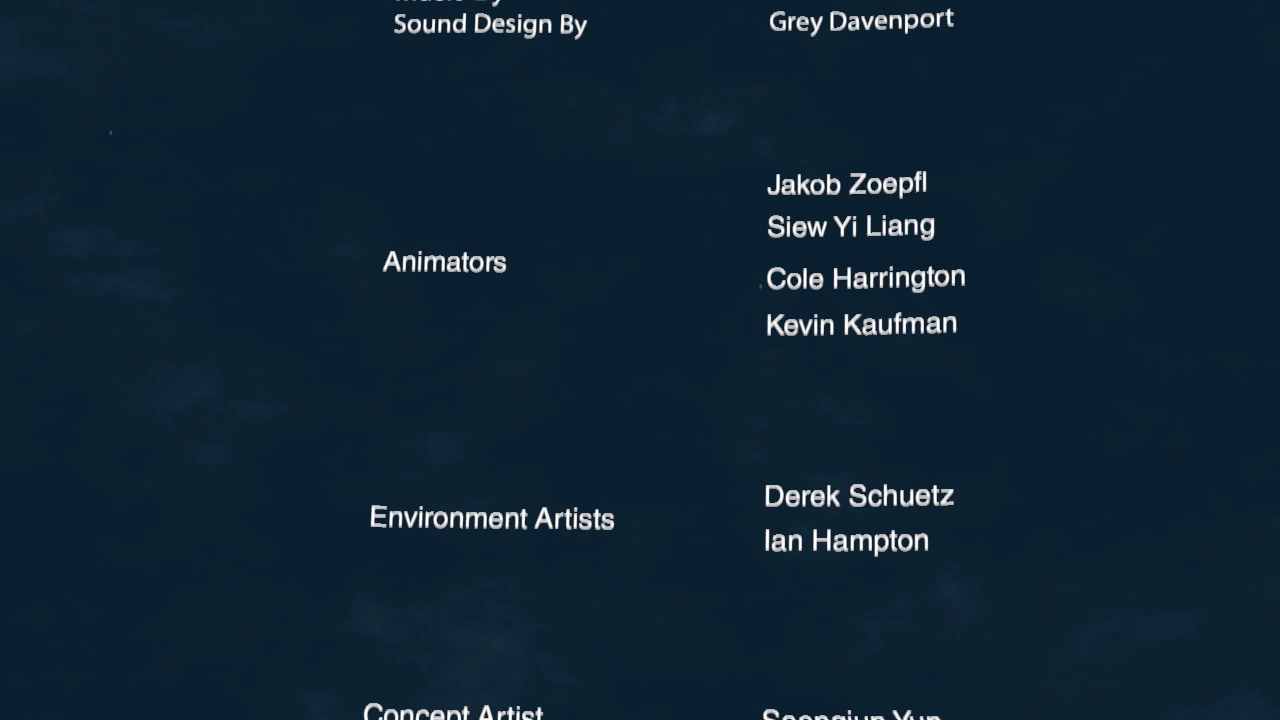 Sound Design By
Grey Davenport
Jakob Zoepfl
Siew Yi Liang
Animators
Cole Harrington
Kevin Kaufman
Derek Schuetz
Environment Artists
Ian Hampton
Concept Artist